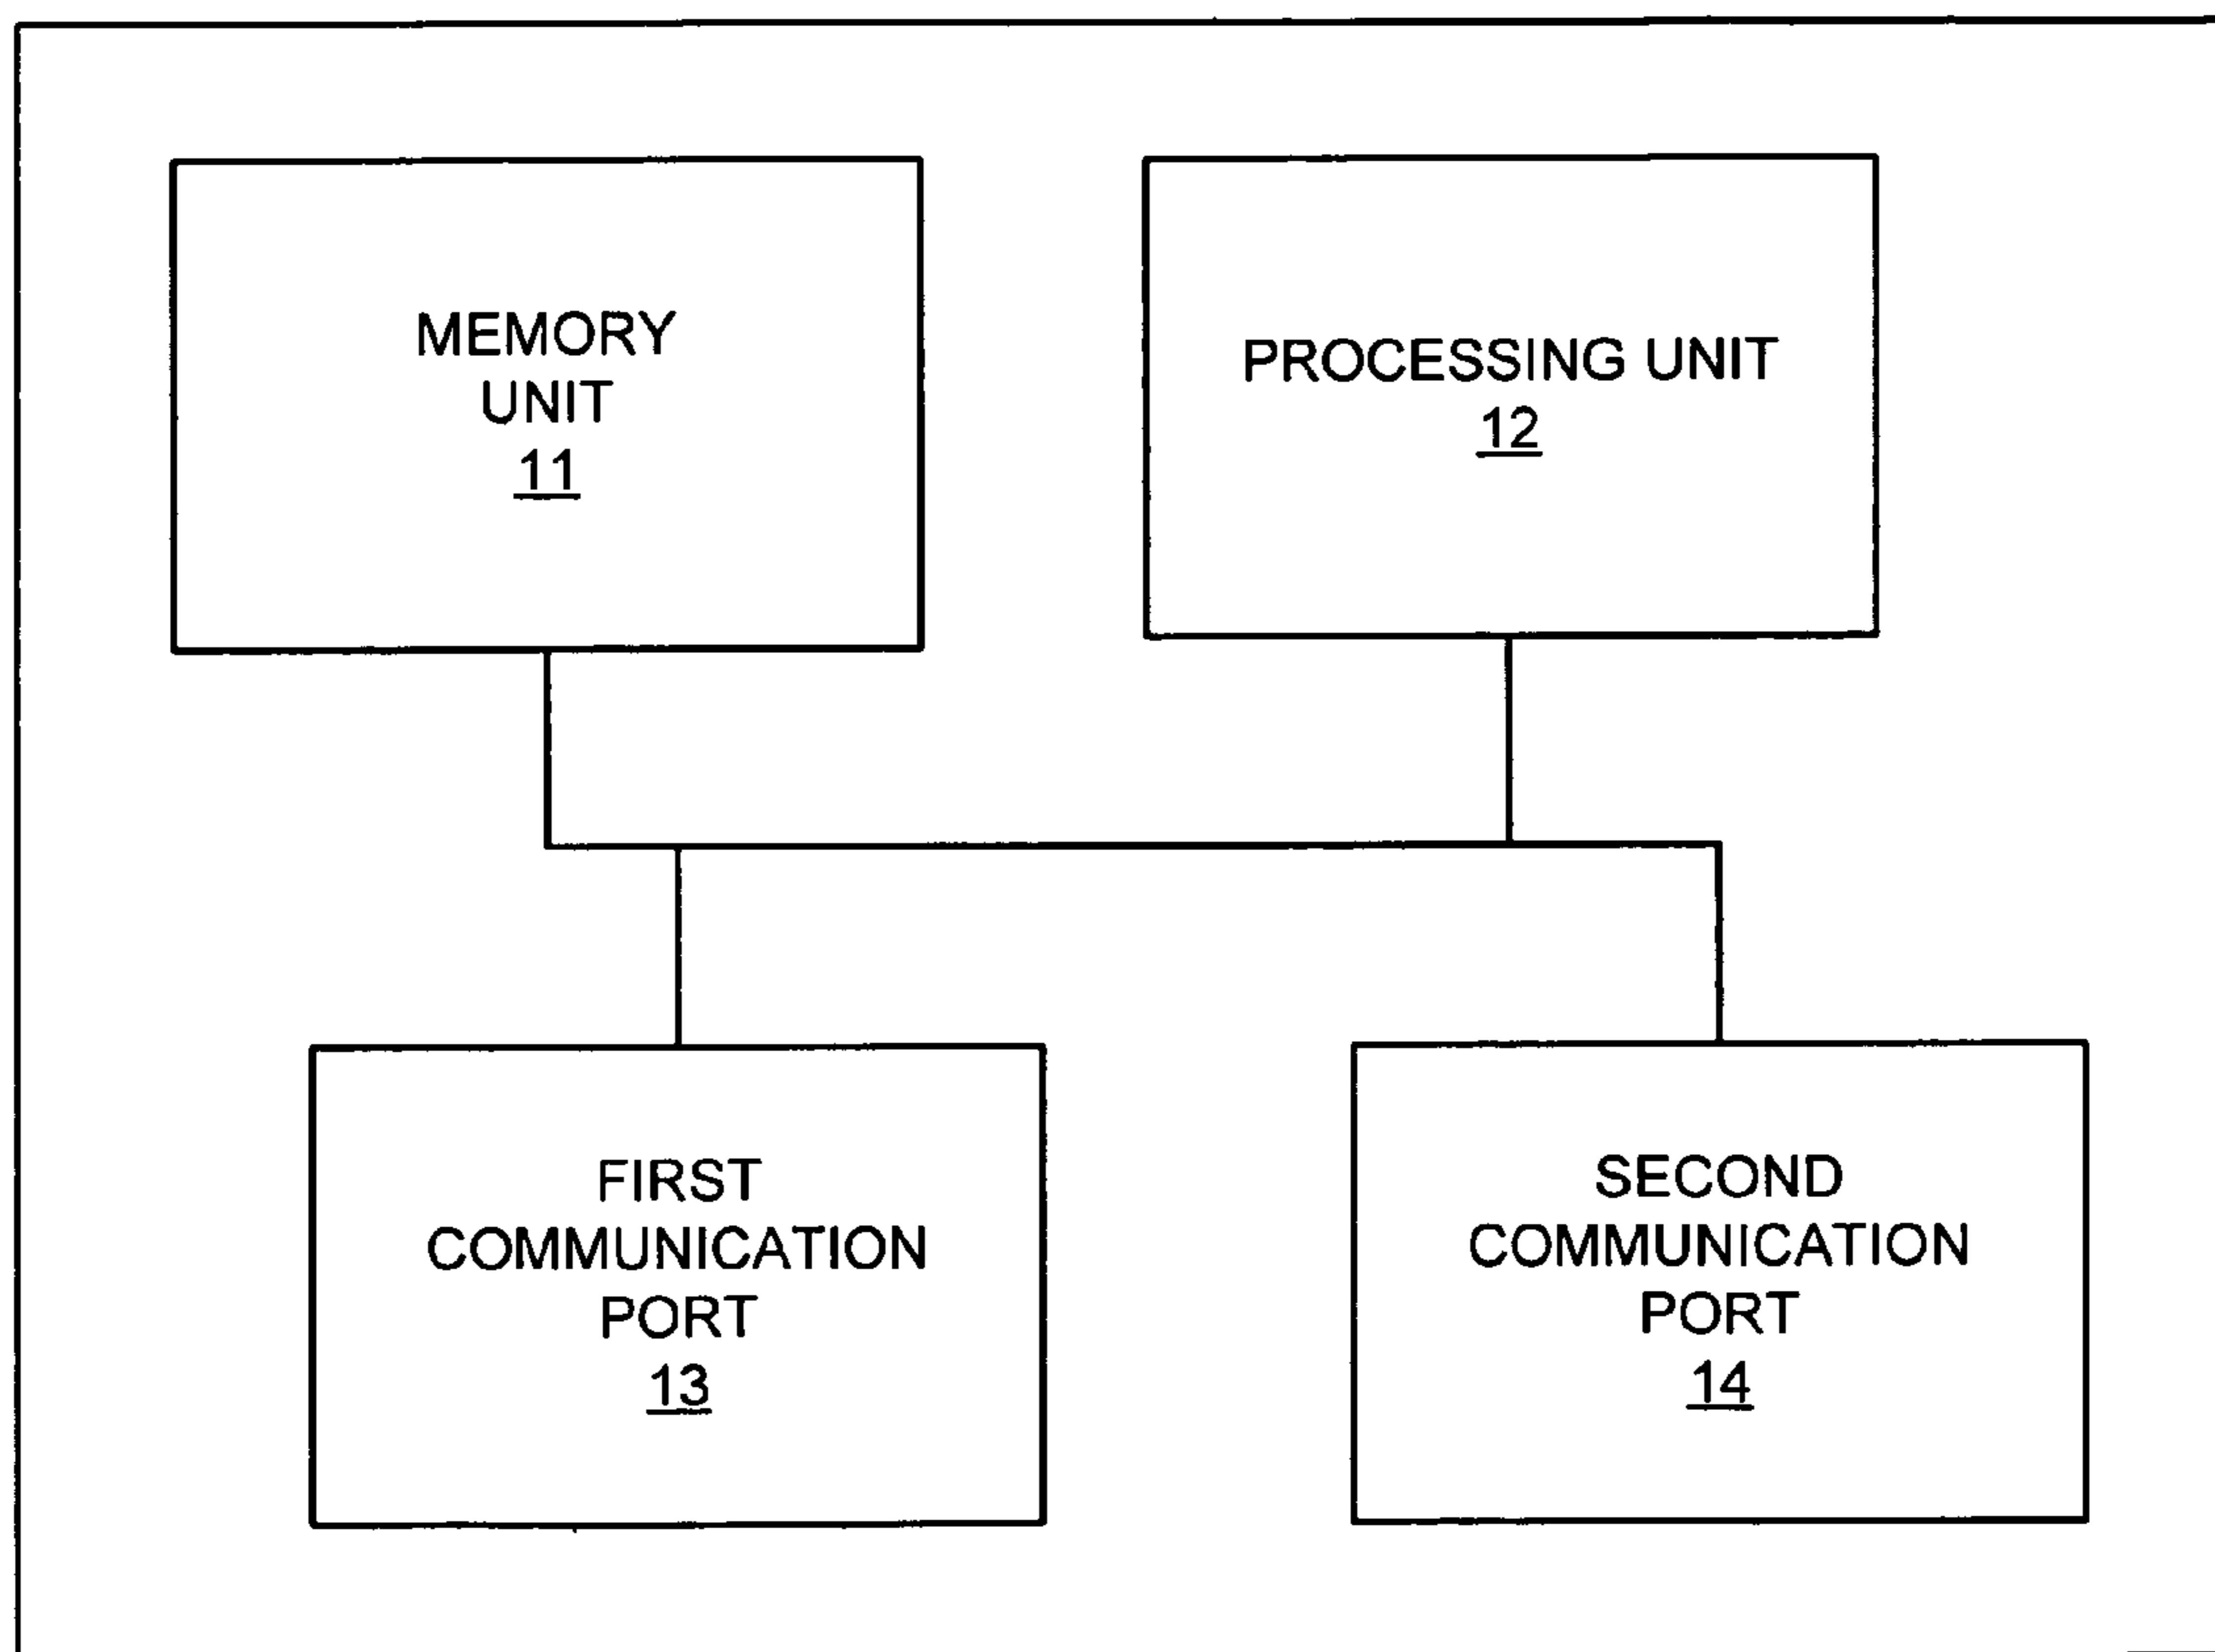 MEMORY
UNIT
11
PROCESSING UNIT
12
FIRST
COMMUNICATION
PORT
13
SECOND
COMMUNICATION
PORT
14